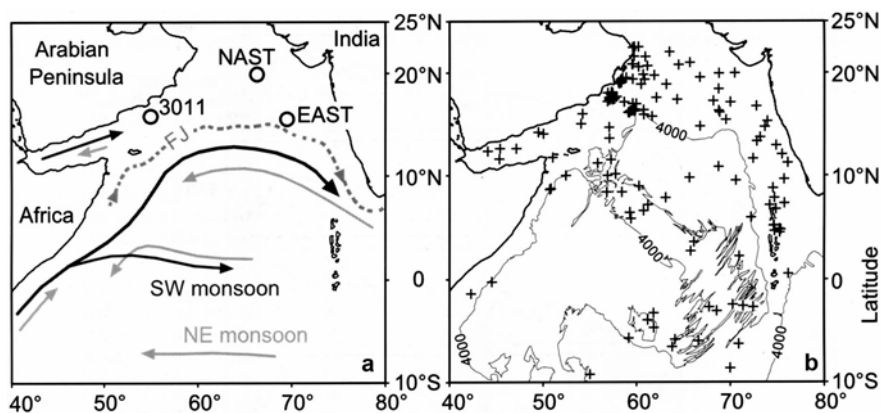 25°N
Arabian
Peninsula
NAST
India
20°
3011
EAST
FJ
4000
10°
Africa
4000
0
SW monsoon
4000
4000
Latitude
NE monsoon
a
b
10°S
40°
50°
60°
70°
80°
40°
50°
60°
70°
80°
25°N
20°
10°
0
10°S